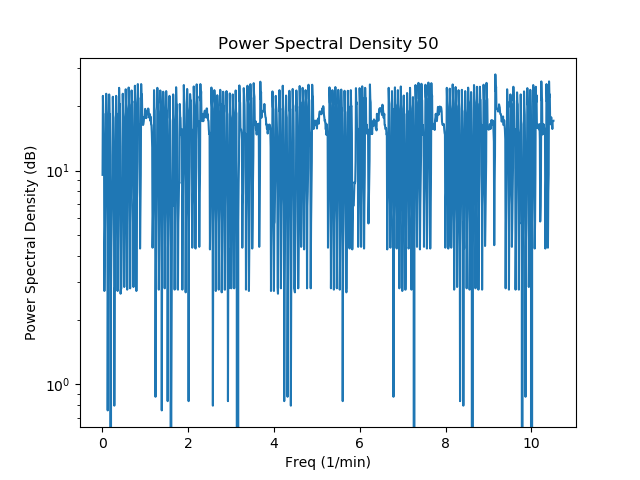 Power Spectral Density 50
Power Spectral Density (dB)
10¹
10⁰
0 2 4 6 8 10
Freq (1/min)